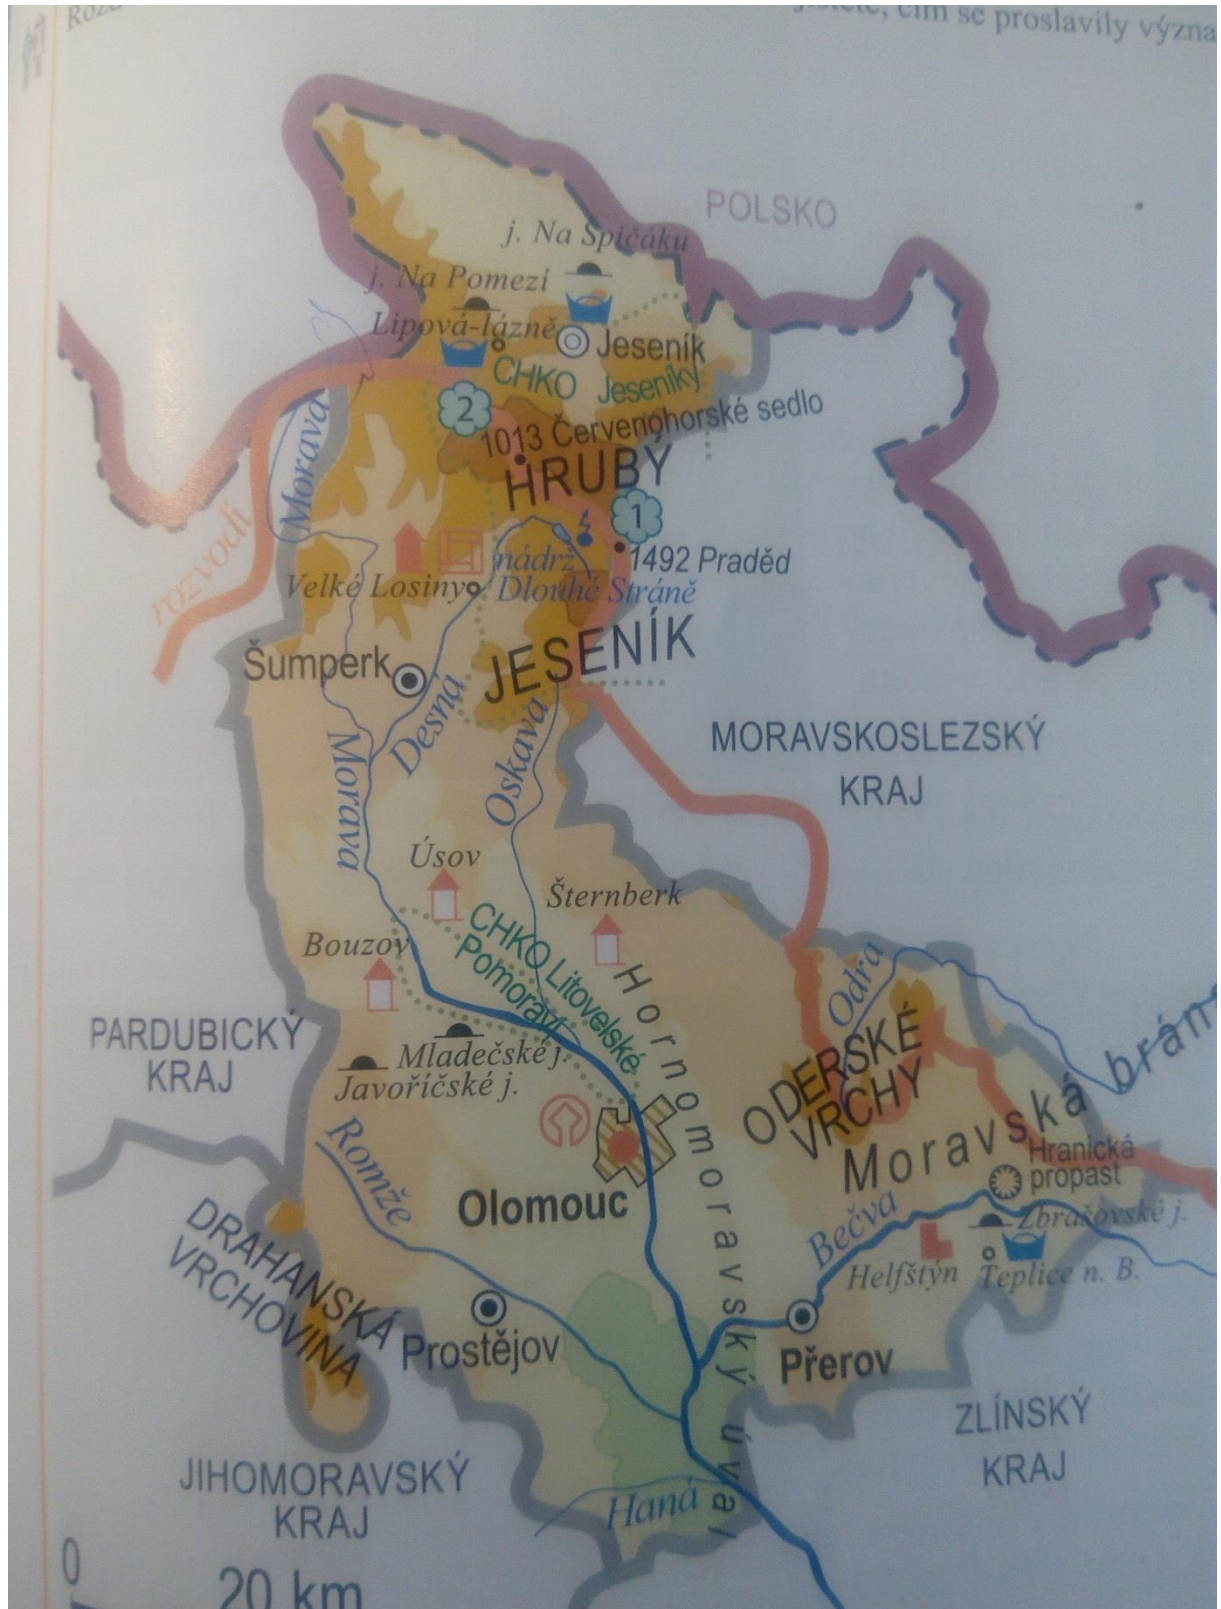 jistěte, čím se proslavily význa
POLSKO
j. Na Špičáku
j. Na Pomezí
Lipová-lázně
Jeseník
CHKO Jeseníky
2
1013 Červenohorské sedlo
Morava
HRUBÝ
1
rozvodí
nádrž
1492 Praděd
Velké Losiny
Dlouhé Stráně
Šumperk
JESENÍK
Desná
Oskava
Morava
MORAVSKOSLEZSKÝ
KRAJ
Úsov
Šternberk
Bouzov
CHKO Litovelské
Pomoraví
Hornomoravský úval
Odra
PARDUBICKÝ
KRAJ
Mladečské j.
Javoříčské j.
ODERSKÉ
VRCHY
Moravská brána
Romže
Hranická
propast
Olomouc
Bečva
Zbrašovské j.
DRAHANSKÁ
VRCHOVINA
Helfštýn
Teplice n. B.
Prostějov
Přerov
ZLÍNSKÝ
KRAJ
JIHOMORAVSKÝ
KRAJ
Haná
0
20 km